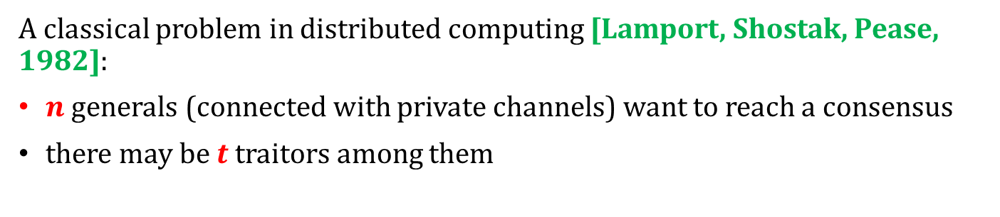 A classical problem in distributed computing [Lamport, Shostak, Pease,
1982]:
• n generals (connected with private channels) want to reach a consensus
• there may be t traitors among them